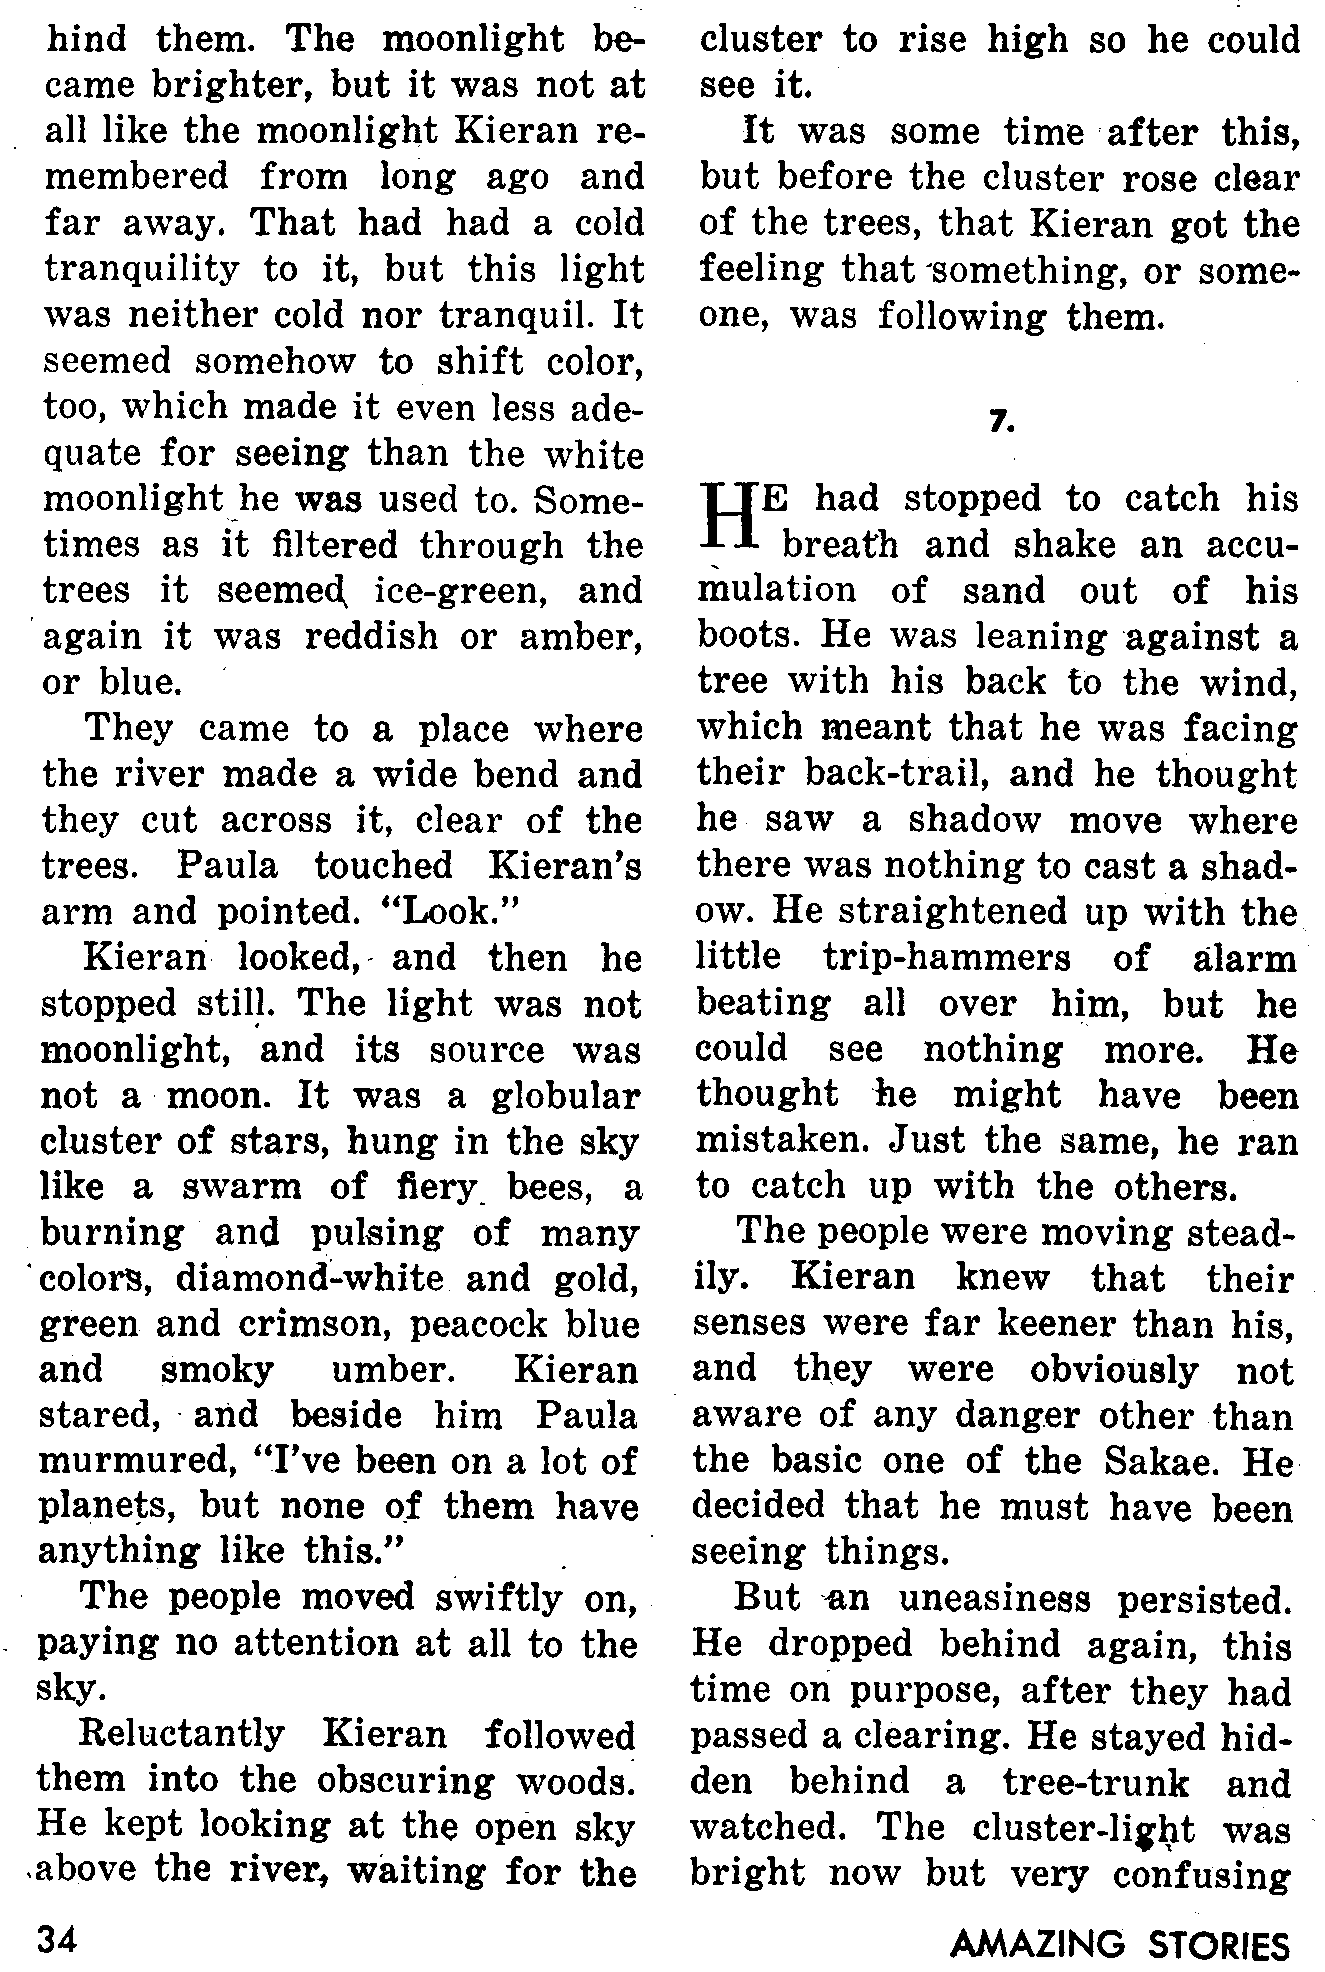 hind them. The moonlight be-
came brighter, but it was not at
all like the moonlight Kieran re-
membered from long ago and
far away. That had had a cold
tranquility to it, but this light
was neither cold nor tranquil. It
seemed somehow to shift color,
too, which made it even less ade-
quate for seeing than the white
moonlight he was used to. Some-
times as it filtered through the
trees it seemed ice-green, and
again it was reddish or amber,
or blue.
They came to a place where
the river made a wide bend and
they cut across it, clear of the
trees. Paula touched Kieran's
arm and pointed. “Look.”
Kieran looked, and then he
stopped still. The light was not
moonlight, and its source was
not a moon. It was a globular
cluster of stars, hung in the sky
like a swarm of fiery bees, a
burning and pulsing of many
colors, diamond-white and gold,
green and crimson, peacock blue
and smoky umber. Kieran
stared, and beside him Paula
murmured, “I've been on a lot of
planets, but none of them have
anything like this.”
The people moved swiftly on,
paying no attention at all to the
sky.
Reluctantly Kieran followed
them into the obscuring woods.
He kept looking at the open sky
above the river, waiting for the
cluster to rise high so he could
see it.
It was some time after this,
but before the cluster rose clear
of the trees, that Kieran got the
feeling that something, or some-
one, was following them.
7.
HE had stopped to catch his
breath and shake an accu-
mulation of sand out of his
boots. He was leaning against a
tree with his back to the wind,
which meant that he was facing
their back-trail, and he thought
he saw a shadow move where
there was nothing to cast a shad-
ow. He straightened up with the
little trip-hammers of alarm
beating all over him, but he
could see nothing more. He
thought he might have been
mistaken. Just the same, he ran
to catch up with the others.
The people were moving stead-
ily. Kieran knew that their
senses were far keener than his,
and they were obviously not
aware of any danger other than
the basic one of the Sakae. He
decided that he must have been
seeing things.
But an uneasiness persisted.
He dropped behind again, this
time on purpose, after they had
passed a clearing. He stayed hid-
den behind a tree-trunk and
watched. The cluster-light was
bright now but very confusing
34
AMAZING STORIES